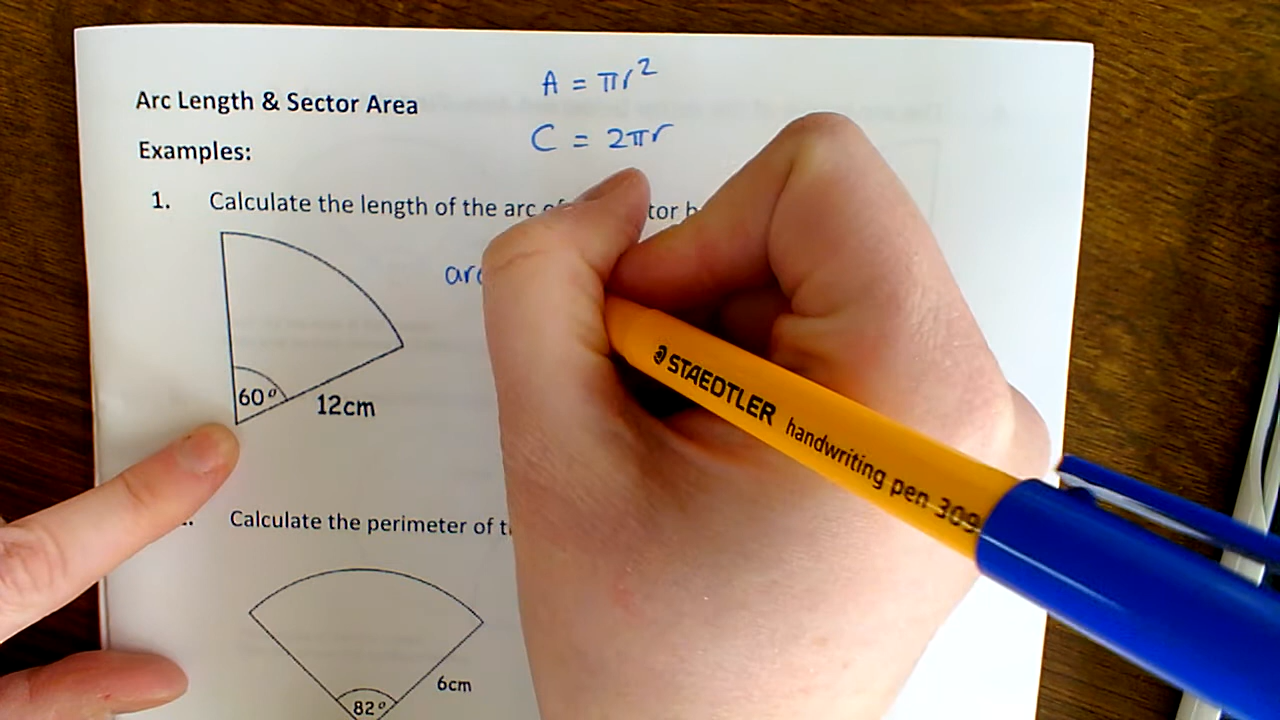 A = πr²
Arc Length & Sector Area
C = 2πr
Examples:
1. Calculate the length of the arc
60°
12cm
STAEDTLER handwriting pen 309
Calculate the perimeter of
6cm
82°